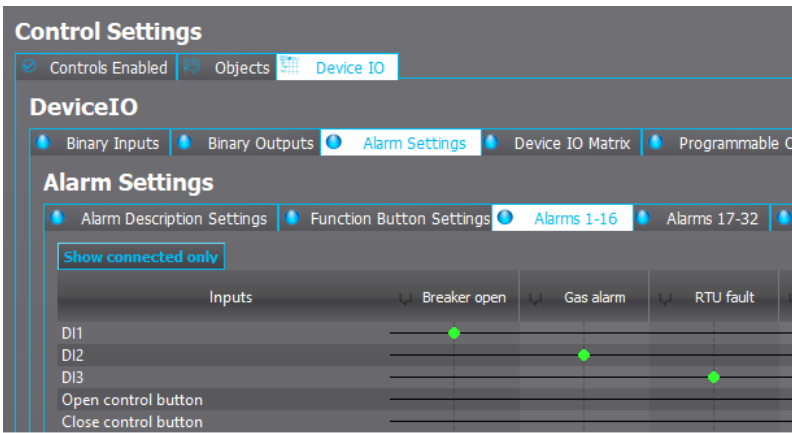 Control Settings
Controls Enabled Objects Device IO
DeviceIO
Binary Inputs Binary Outputs Alarm Settings Device IO Matrix Programmable
Alarm Settings
Alarm Description Settings Function Button Settings Alarms 1-16 Alarms 17-32
Show connected only
Inputs Breaker open Gas alarm RTU fault
DI1
DI2
DI3
Open control button
Close control button